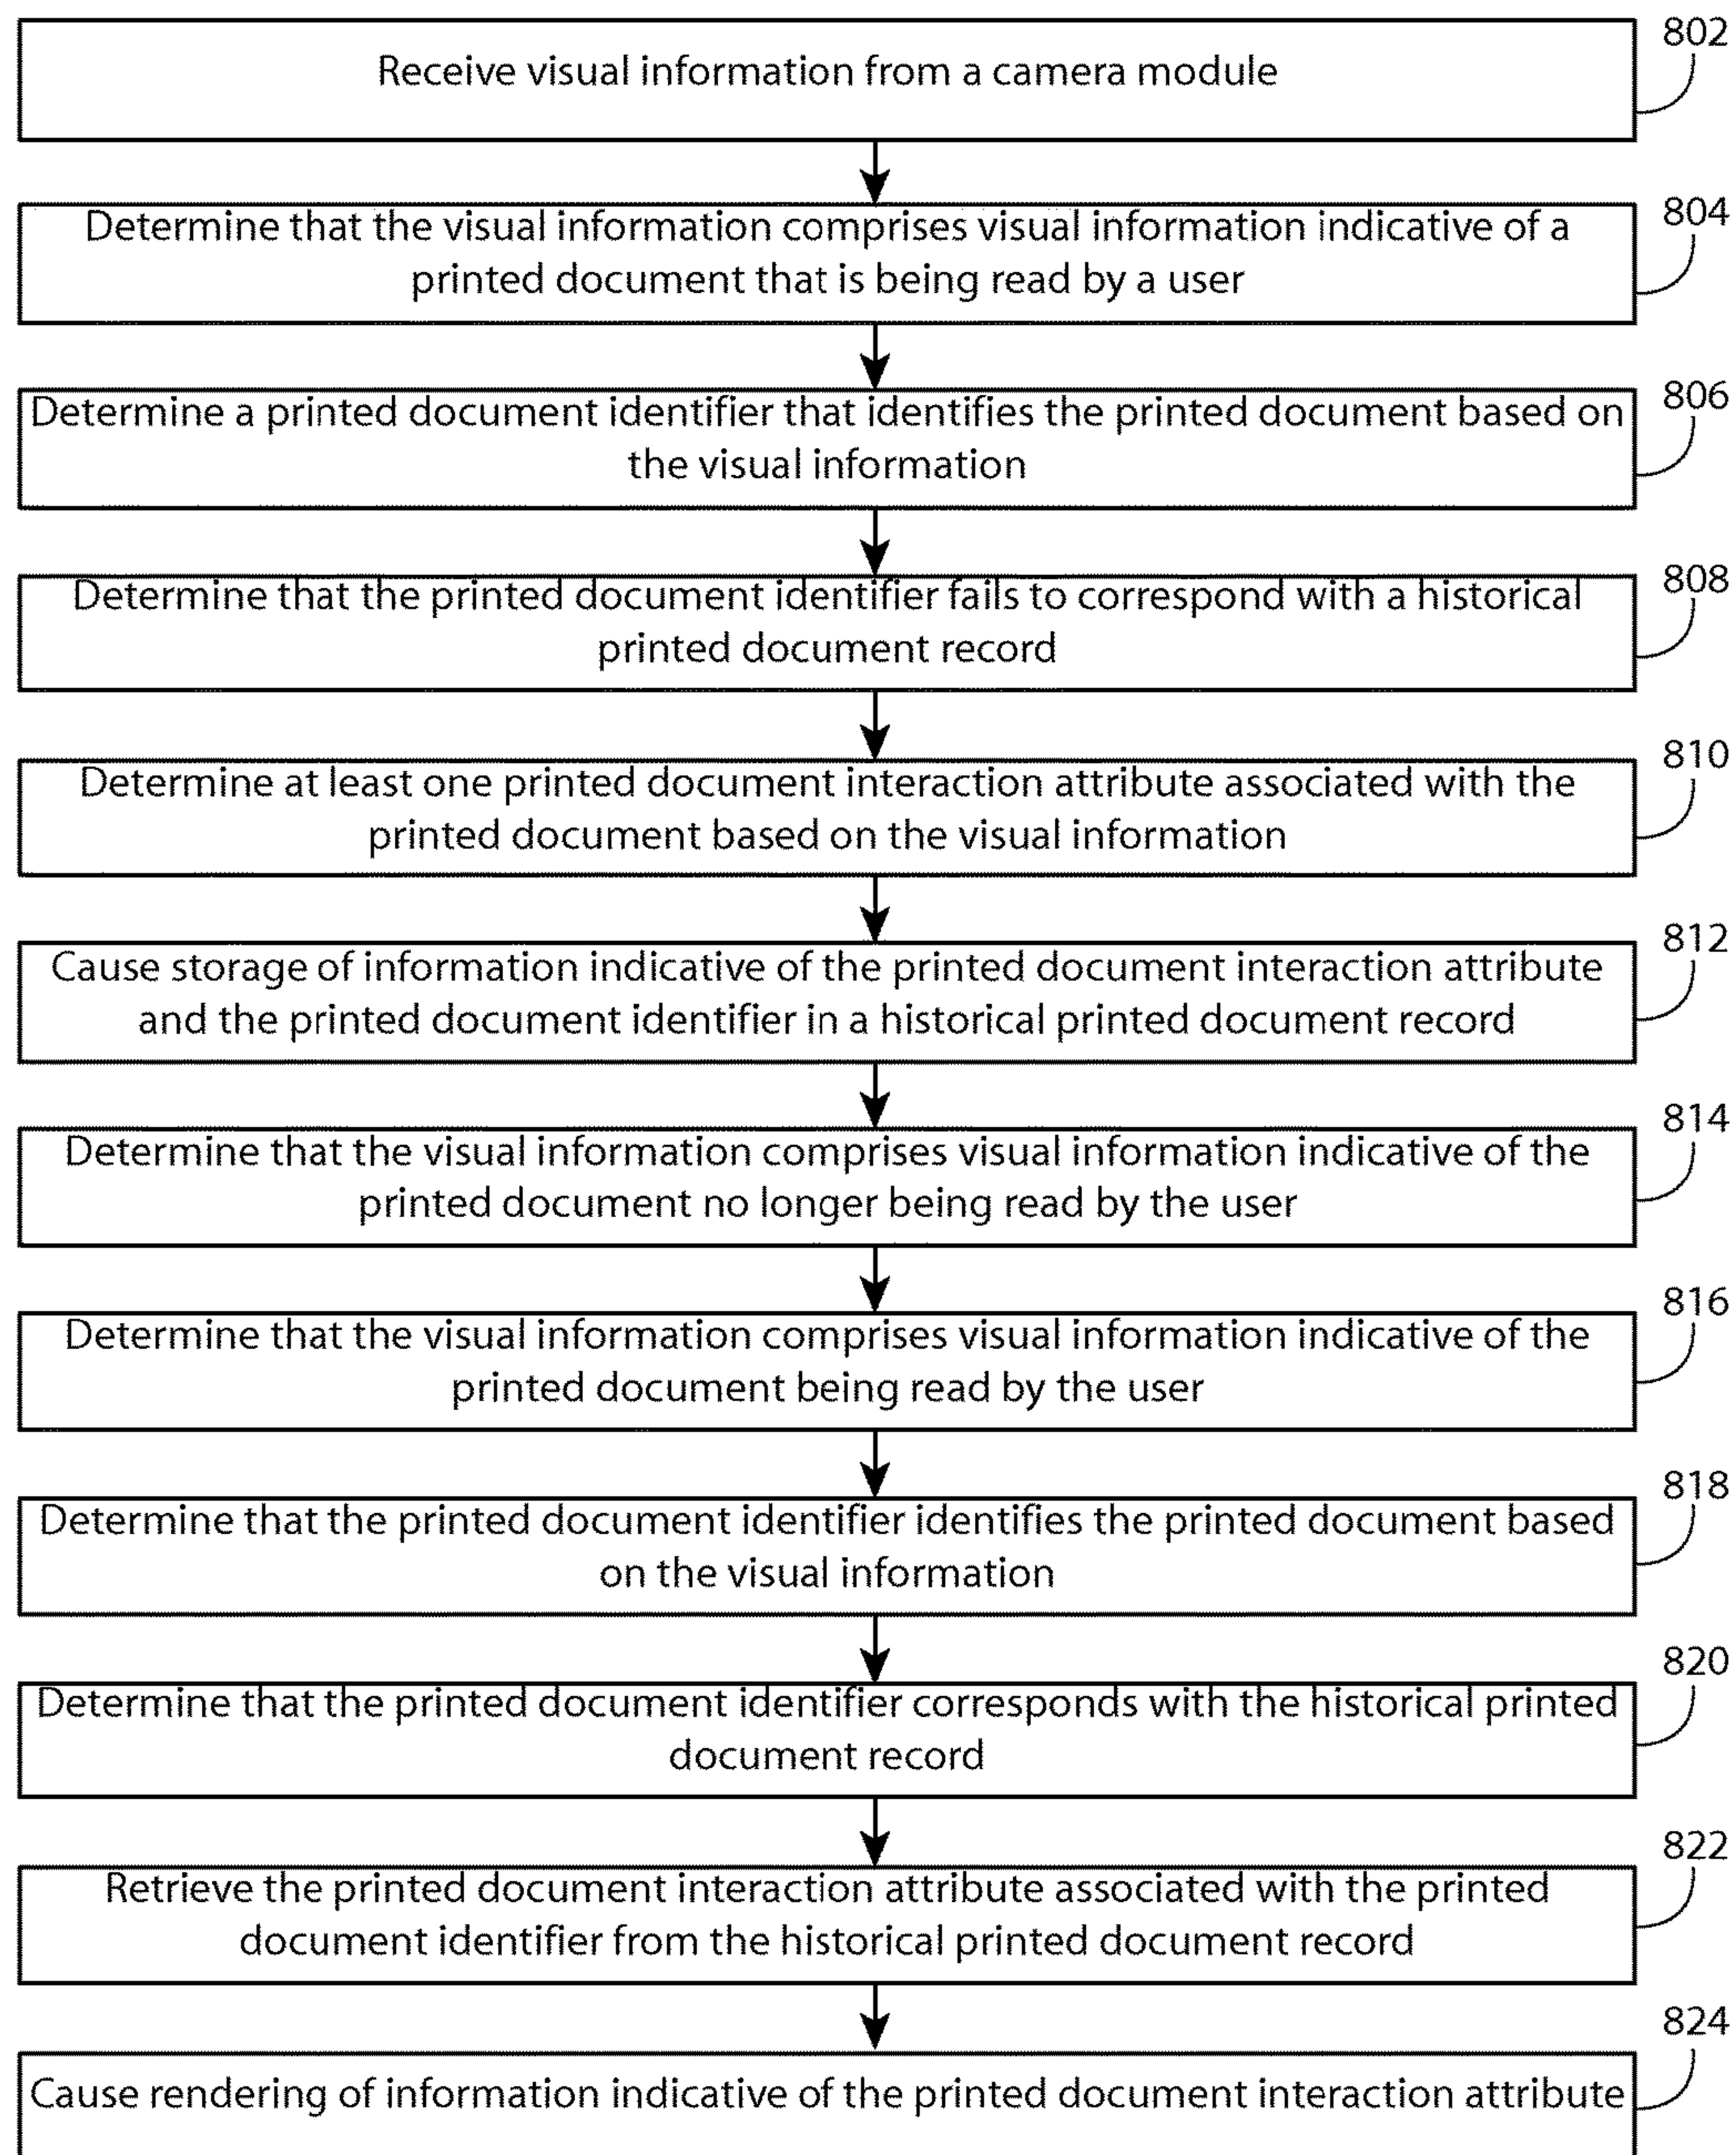 Receive visual information from a camera module
802
Determine that the visual information comprises visual information indicative of a
printed document that is being read by a user
804
Determine a printed document identifier that identifies the printed document based on
the visual information
806
Determine that the printed document identifier fails to correspond with a historical
printed document record
808
Determine at least one printed document interaction attribute associated with the
printed document based on the visual information
810
Cause storage of information indicative of the printed document interaction attribute
and the printed document identifier in a historical printed document record
812
Determine that the visual information comprises visual information indicative of the
printed document no longer being read by the user
814
Determine that the visual information comprises visual information indicative of the
printed document being read by the user
816
Determine that the printed document identifier identifies the printed document based
on the visual information
818
Determine that the printed document identifier corresponds with the historical printed
document record
820
Retrieve the printed document interaction attribute associated with the printed
document identifier from the historical printed document record
822
Cause rendering of information indicative of the printed document interaction attribute
824